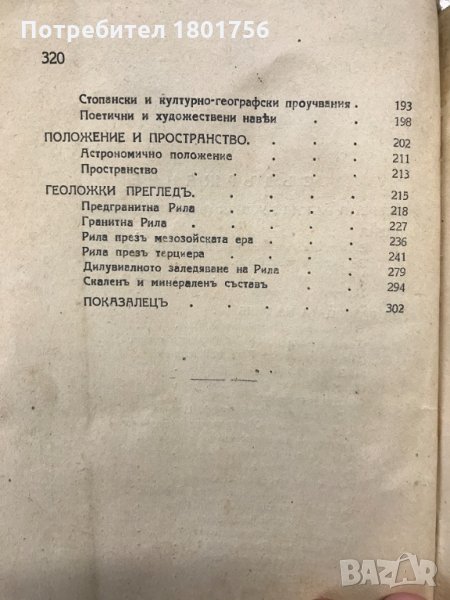 Потребител 1801756
320
Стопански и културно-географски проучвания . 193
Поетични и художествени навѣи . . 198
ПОЛОЖЕНИЕ И ПРОСТРАНСТВО. . . . 202
Астрономично положение . . . . 211
Пространство . . . . . . 213
ГЕОЛОЖКИ ПРЕГЛЕДЪ. . . . . . 215
Предгранитна Рила . . . . . 218
Гранитна Рила . . . . . . 227
Рила презъ мезозойската ера . . . 236
Рила презъ терциера . . . . 241
Дилувиалното заледяване на Рила . . 279
Скаленъ и минераленъ съставъ . . . 294
ПОКАЗАЛЕЦЪ . . . . . 302
BAZAR